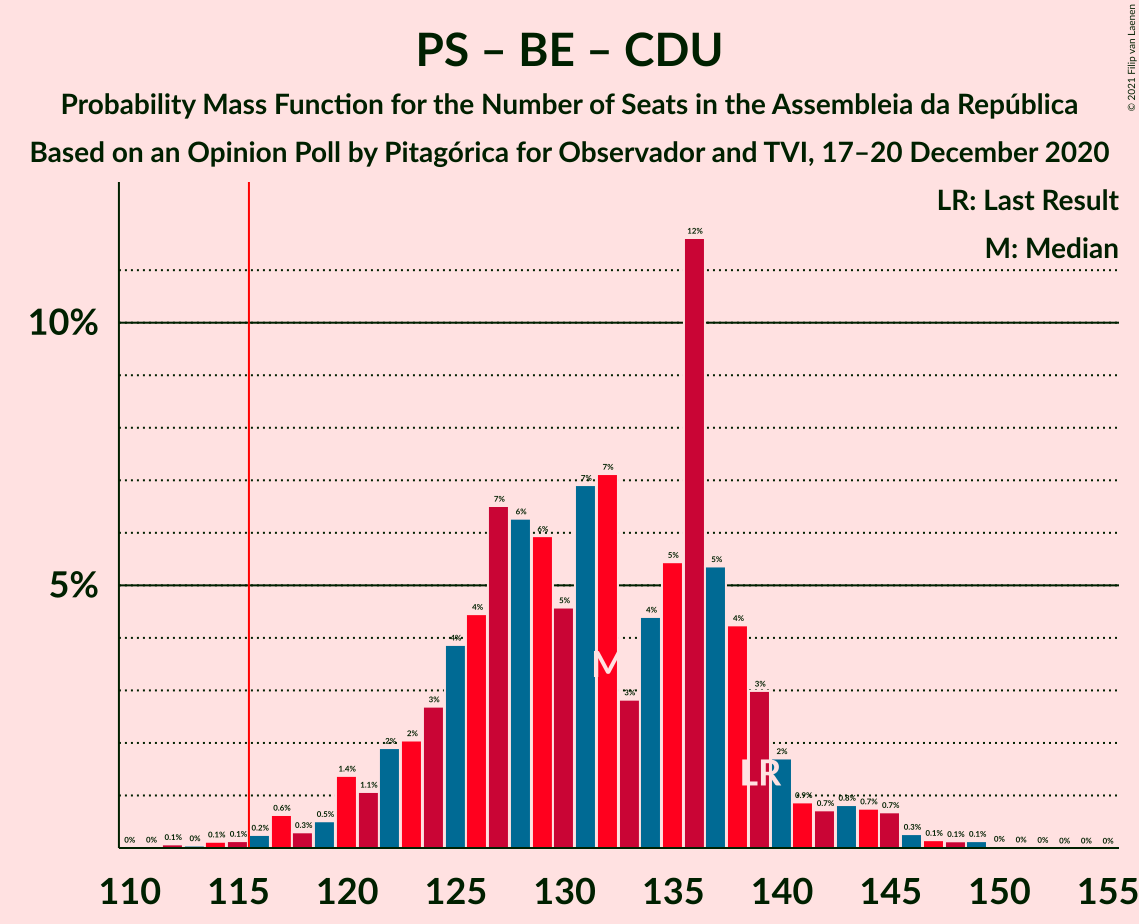 PS – BE – CDU
Probability Mass Function for the Number of Seats in the Assembleia da República
Based on an Opinion Poll by Pitagórica for Observador and TVI, 17–20 December 2020
© 2021 Filip van Laenen
LR: Last Result
M: Median
10%
5%
0% 0% 0.1% 0% 0.1% 0.1% 0.2% 0.6% 0.3% 0.5% 1.4% 1.1% 2% 2% 3% 4% 4% 7% 6% 6% 5% 7% 7% 3% 4% 5% 12% 5% 4% 3% 2% 0.9% 0.7% 0.8% 0.7% 0.7% 0.3% 0.1% 0.1% 0.1% 0% 0% 0% 0% 0% 0%
M
LR
110 115 120 125 130 135 140 145 150 155